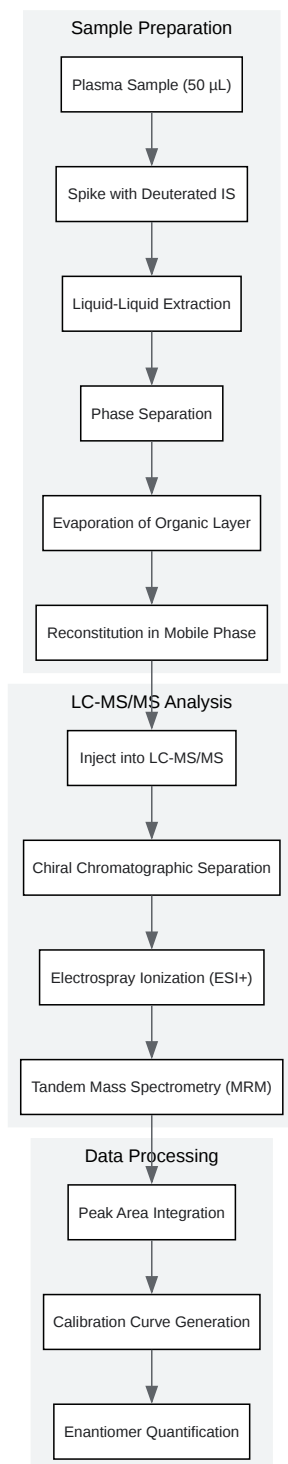 Sample Preparation
Plasma Sample (50 µL)
Spike with Deuterated IS
Liquid-Liquid Extraction
Phase Separation
Evaporation of Organic Layer
Reconstitution in Mobile Phase
LC-MS/MS Analysis
Inject into LC-MS/MS
Chiral Chromatographic Separation
Electrospray Ionization (ESI+)
Tandem Mass Spectrometry (MRM)
Data Processing
Peak Area Integration
Calibration Curve Generation
Enantiomer Quantification